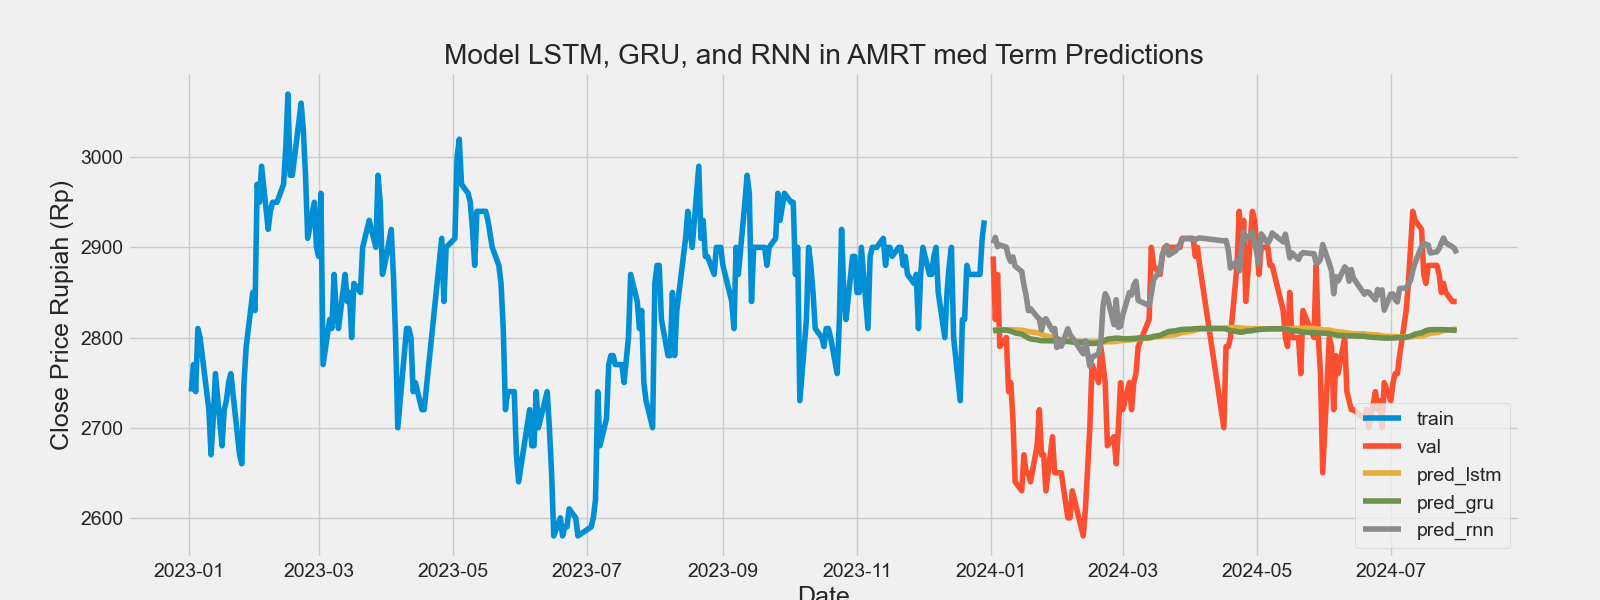 Model LSTM, GRU, and RNN in AMRT med Term Predictions
Close Price Rupiah (Rp)
3000
2900
2800
2700
2600
2023-01 2023-03 2023-05 2023-07 2023-09 2023-11 2024-01 2024-03 2024-05 2024-07
Date
train
val
pred_lstm
pred_gru
pred_rnn